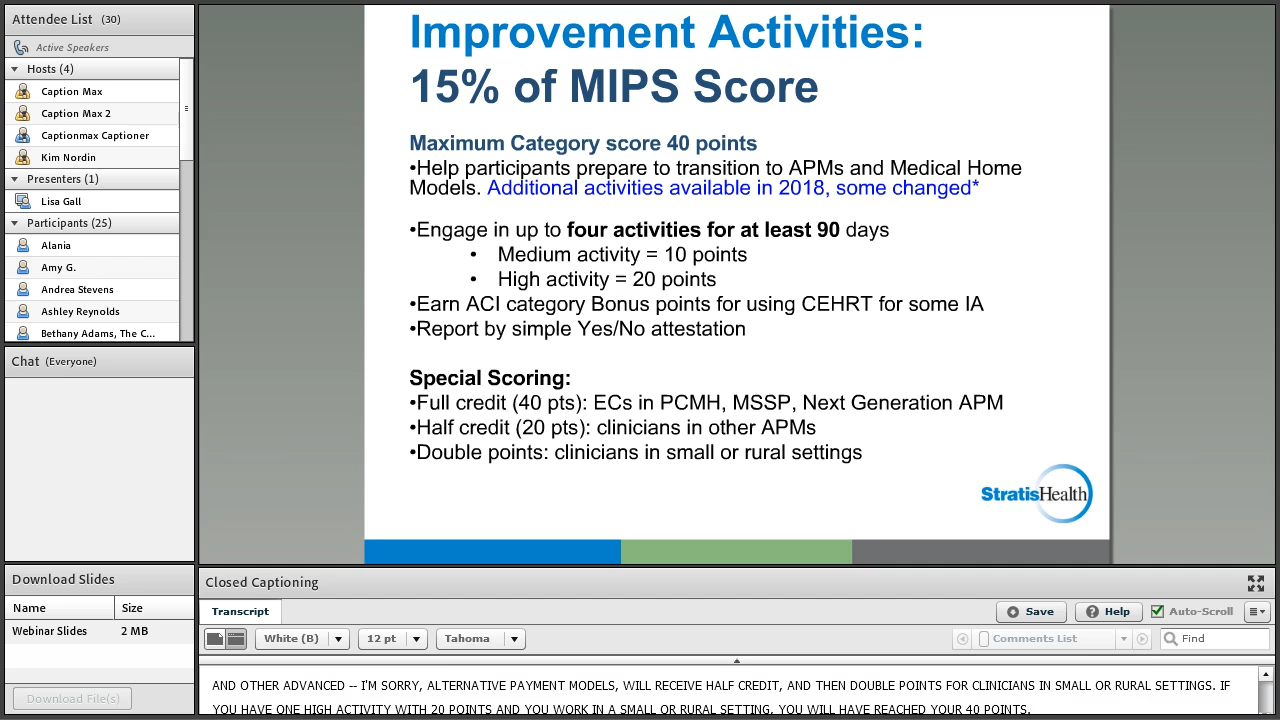 Attendee List (30)
Active Speakers
Hosts (4)
Caption Max
Caption Max 2
Captionmax Captioner
Kim Nordin
Presenters (1)
Lisa Gall
Participants (25)
Alania
Amy G.
Andrea Stevens
Ashley Reynolds
Bethany Adams, The C...
Chat (Everyone)
Download Slides
Name Size
Webinar Slides 2 MB
Download File(s)
Improvement Activities:
15% of MIPS Score
Maximum Category score 40 points
•Help participants prepare to transition to APMs and Medical Home
Models. Additional activities available in 2018, some changed*
•Engage in up to four activities for at least 90 days
• Medium activity = 10 points
• High activity = 20 points
•Earn ACI category Bonus points for using CEHRT for some IA
•Report by simple Yes/No attestation
Special Scoring:
•Full credit (40 pts): ECs in PCMH, MSSP, Next Generation APM
•Half credit (20 pts): clinicians in other APMs
•Double points: clinicians in small or rural settings
StratisHealth
Closed Captioning
Transcript Save Help Auto-Scroll
White (B) 12 pt Tahoma Comments List Find
AND OTHER ADVANCED -- I'M SORRY, ALTERNATIVE PAYMENT MODELS, WILL RECEIVE HALF CREDIT. AND THEN DOUBLE POINTS FOR CLINICIANS IN SMALL OR RURAL SETTINGS. IF
YOU HAVE ONE HIGH ACTIVITY WITH 20 POINTS AND YOU WORK IN A SMALL OR RURAL SETTING, YOU WILL HAVE REACHED YOUR 40 POINTS.